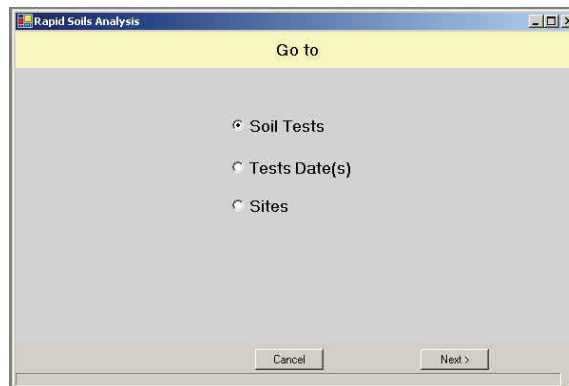 Rapid Soils Analysis
Go to
Soil Tests
Tests Date(s)
Sites
Cancel Next >